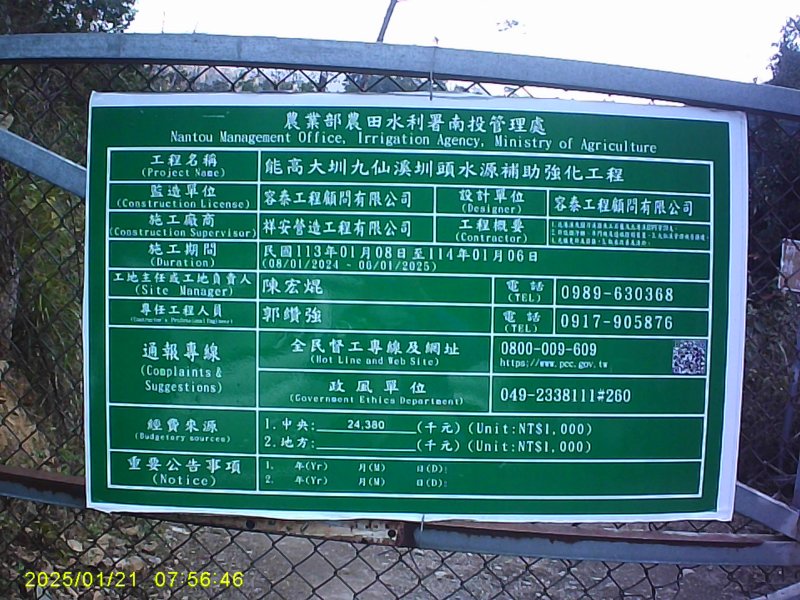 農業部農田水利署南投管理處
Nantou Management Office, Irrigation Agency, Ministry of Agriculture
工程名稱 能高大圳九仙溪圳頭水源補助強化工程
(Project Name)
監造單位 容泰工程顧問有限公司 設計單位 容泰工程顧問有限公司
(Construction License) (Designer)
施工廠商 祥安營造工程有限公司 工程概要
(Construction Supervisor) (Contractor)
施工期間 民國113年01月08日至114年01月06日
(Duration) (08/01/2024 ~ 06/01/2025)
工地主任或工地負責人 陳宏焜 電話 0989-630368
(Site Manager) (TEL)
專任工程人員 郭鑽強 電話 0917-905876
(Contractor's Professional Engineer) (TEL)
通報專線 全民督工專線及網址 0800-009-609
(Complaints & (Hot Line and Web Site) https://www.pcc.gov.tw
Suggestions) 政風單位 049-2338111#260
(Government Ethics Department)
經費來源 1.中央: 24,380 (千元)(Unit:NT$1,000)
(Budgetary sources) 2.地方: (千元)(Unit:NT$1,000)
重要公告事項 1. 年(Yr) 月(M) 日(D):
(Notice) 2. 年(Yr) 月(M) 日(D):
2025/01/21 07:56:46